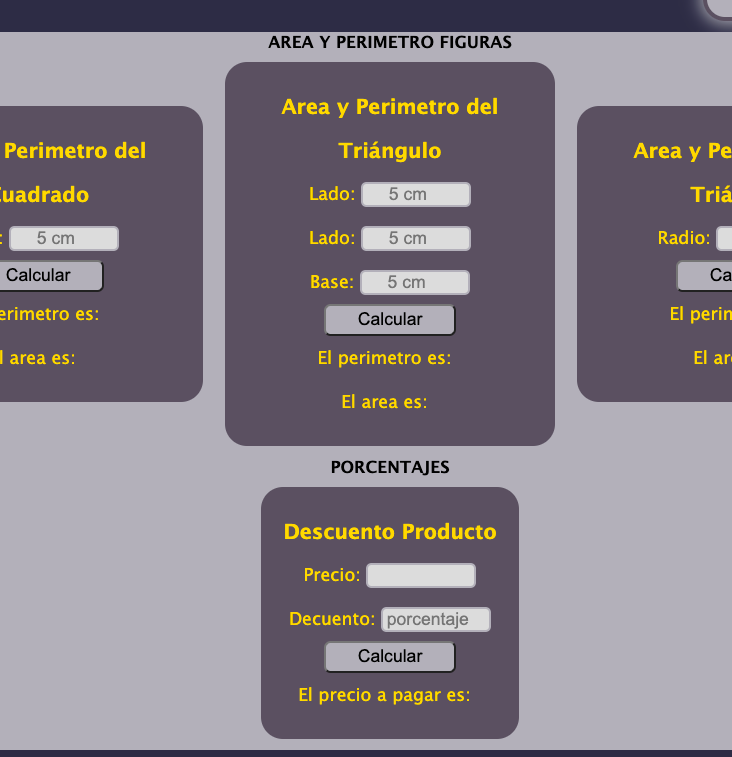 AREA Y PERIMETRO FIGURAS
Perimetro del
uadrado
: 5 cm
Calcular
erimetro es:
l area es:
Area y Perimetro del
Triángulo
Lado: 5 cm
Lado: 5 cm
Base: 5 cm
Calcular
El perimetro es:
El area es:
Area y Pe
Triá
Radio:
Ca
El perin
El ar
PORCENTAJES
Descuento Producto
Precio:
Decuento: porcentaje
Calcular
El precio a pagar es: